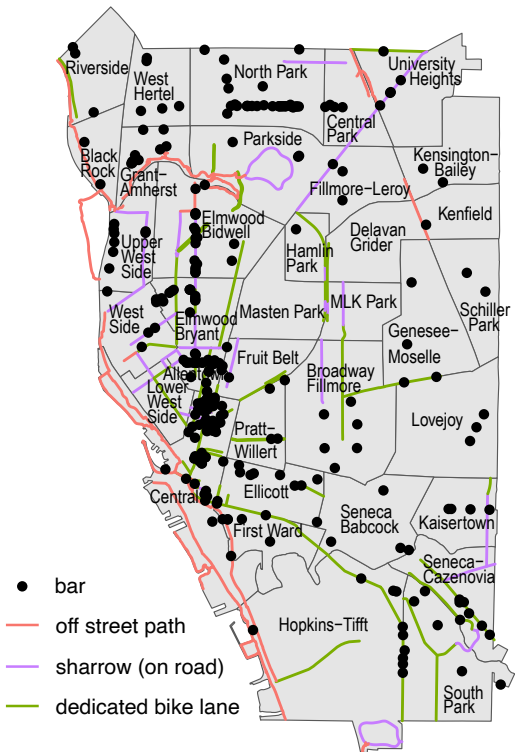 Riverside
West
Hertel
North Park
University
Heights
Central
Park
Parkside
Black
Rock
Grant−
Amherst
Kensington−
Bailey
Fillmore−Leroy
Kenfield
Elmwood
Bidwell
Upper
West
Side
Hamlin
Park
Delavan
Grider
West
Side
Elmwood
Bryant
Masten Park
MLK Park
Schiller
Park
Genesee−
Moselle
Fruit Belt
Allentown
Lower
West
Side
Broadway
Fillmore
Lovejoy
Pratt−
Willert
Central
Ellicott
First Ward
Seneca
Babcock
Kaisertown
Seneca−
Cazenovia
Hopkins−Tifft
South
Park
bar
off street path
sharrow (on road)
dedicated bike lane